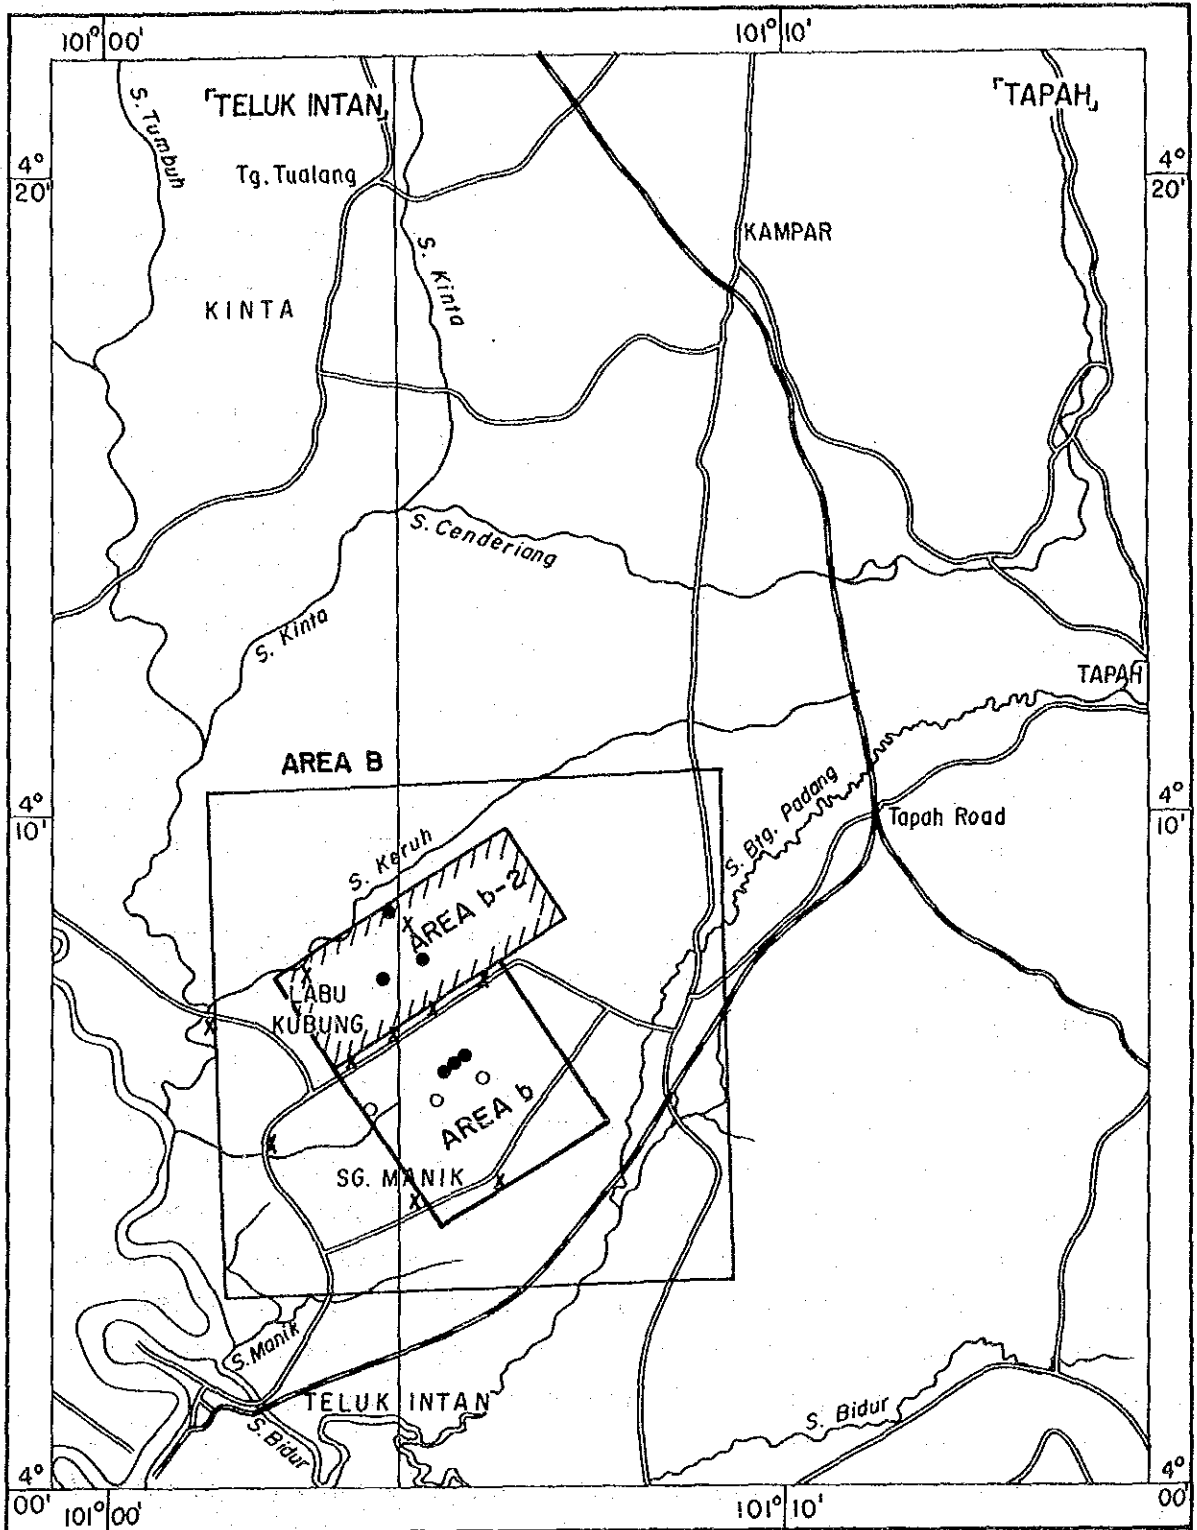 101° 00'
101° 10'
「TELUK INTAN」
「TAPAH」
S. Tumbuh
4°
20'
4°
20'
Tg. Tualang
KAMPAR
S. Kinta
KINTA
S. Cenderiang
S. Kinta
TAPAH
AREA B
4°
10'
4°
10'
S. Btg. Padang
Tapah Road
S. Keruh
AREA b-2
LABU
KUBUNG
AREA b
SG. MANIK
S. Manik
TELUK INTAN
S. Bidur
S. Bidur
4°
00'
4°
00'
101° 00'
101° 10'